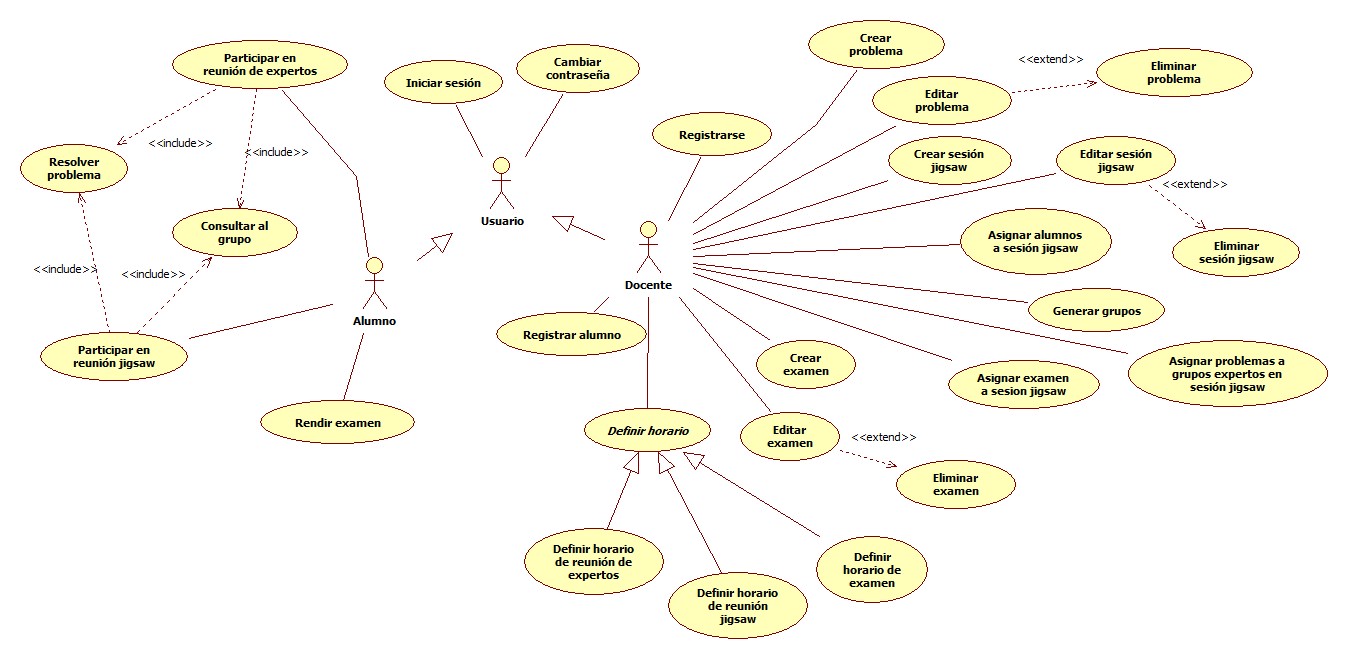 Participar en
reunión de expertos
Iniciar sesión
Cambiar
contraseña
Crear
problema
<<extend>>
Eliminar
problema
Editar
problema
Registrarse
<<include>>
<<include>>
Resolver
problema
Crear sesión
jigsaw
Editar sesión
jigsaw
<<extend>>
Usuario
Consultar al
grupo
Asignar alumnos
a sesión jigsaw
Eliminar
sesión jigsaw
<<include>>
<<include>>
Docente
Alumno
Generar grupos
Registrar alumno
Participar en
reunión jigsaw
Crear
examen
Asignar examen
a sesion jigsaw
Asignar problemas a
grupos expertos en
sesión jigsaw
Rendir examen
Definir horario
Editar
examen
<<extend>>
Eliminar
examen
Definir horario
de reunión de
expertos
Definir horario
de reunión
jigsaw
Definir
horario de
examen